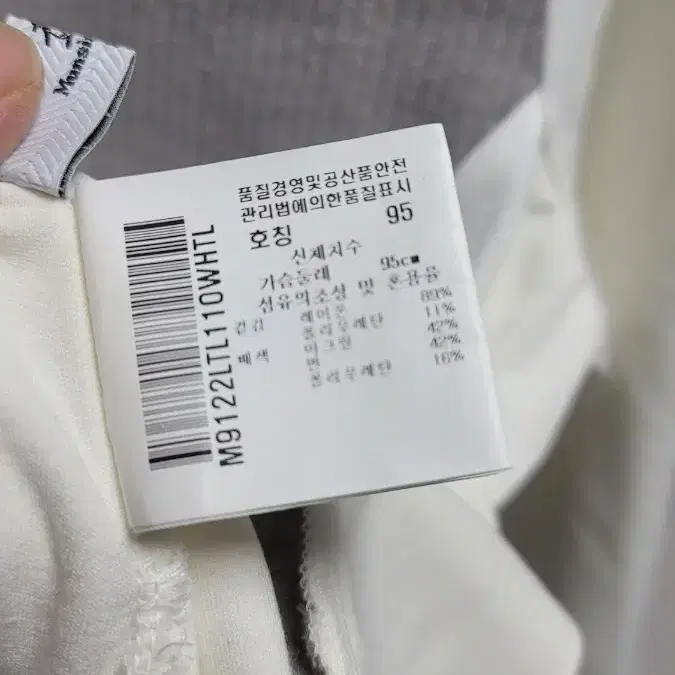 Mansi
품질경영및공산품안전
관리법에의한품질표시
호칭 95
신체치수
가슴둘레 95c■
섬유의조성 및 혼용율
겉감 레이온 89%
폴리우레탄 11%
배색 아크릴 42%
면 42%
폴리우레탄 16%
M9122LTL110WHTL